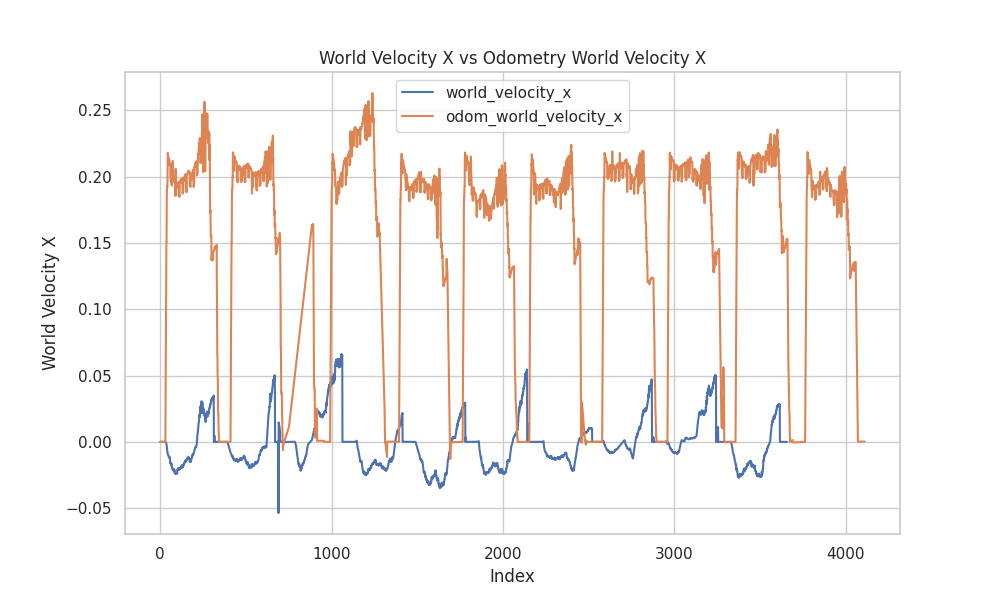 World Velocity X vs Odometry World Velocity X
world_velocity_x
odom_world_velocity_x
World Velocity X
0.25
0.20
0.15
0.10
0.05
0.00
−0.05
0
1000
2000
3000
4000
Index